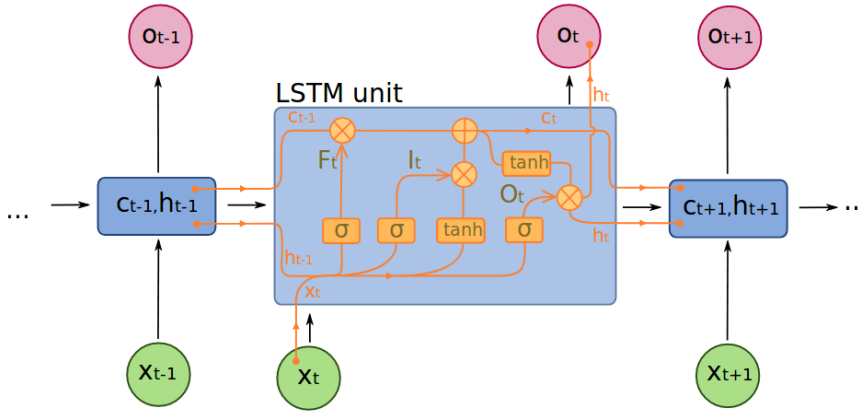 ot-1
ot
ot+1
LSTM unit
ht
ct-1
ct
Ft
It
tanh
Ot
...
ct-1,ht-1
ct+1,ht+1
..
σ
σ
tanh
σ
ht-1
ht
xt
xt-1
xt
xt+1